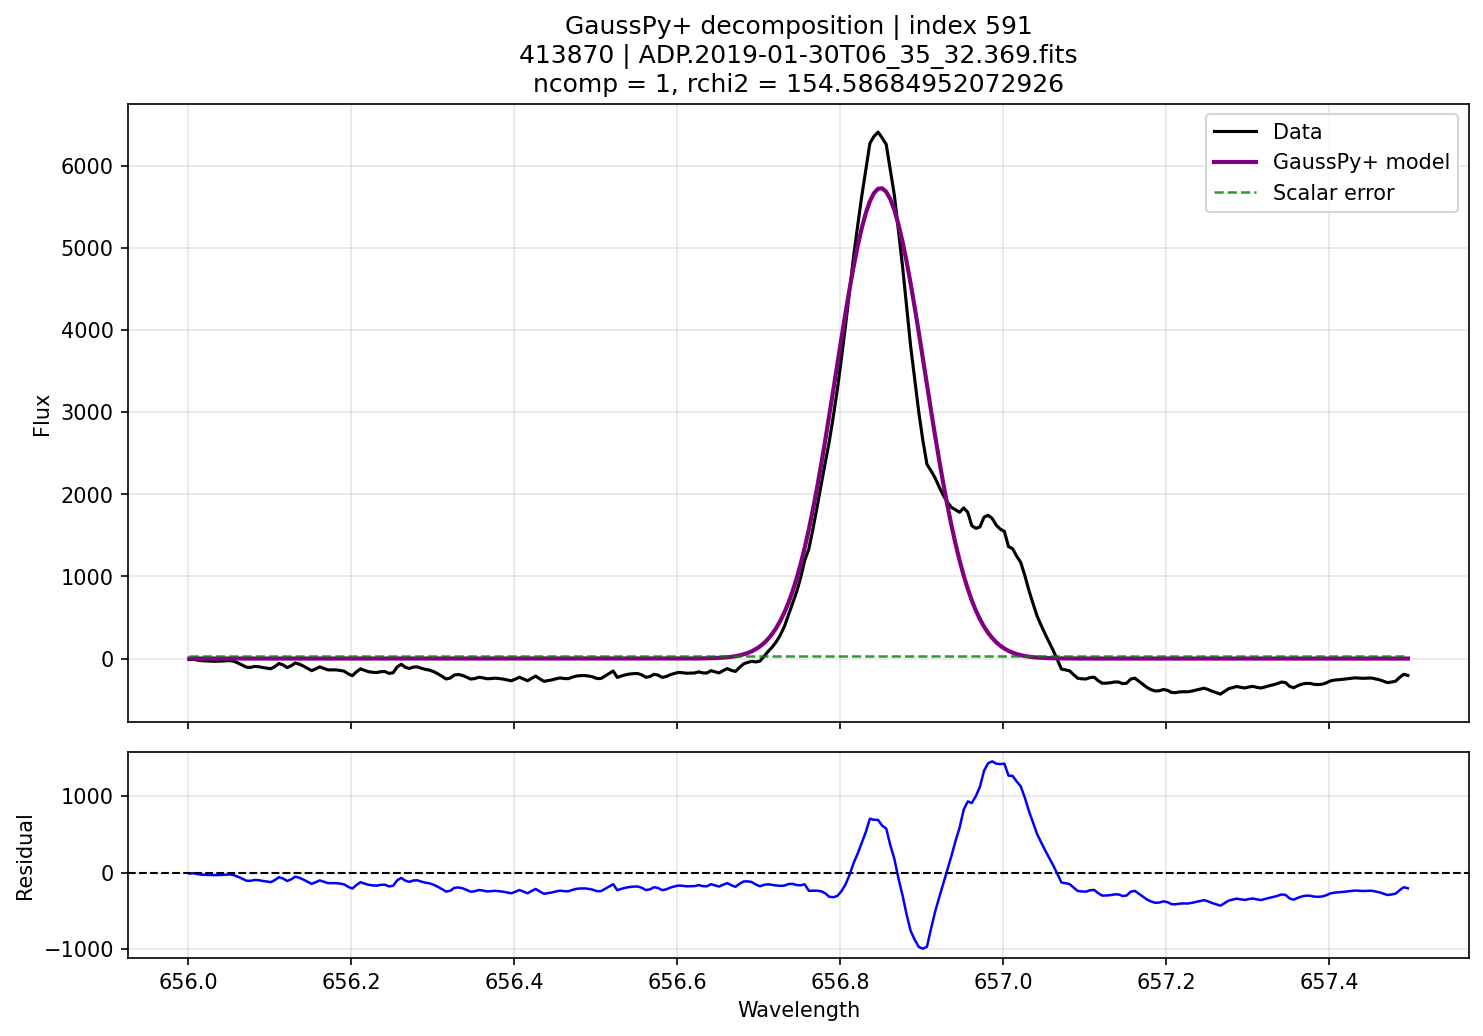 GaussPy+ decomposition | index 591
413870 | ADP.2019-01-30T06_35_32.369.fits
ncomp = 1, rchi2 = 154.58684952072926
Data
GaussPy+ model
Scalar error
6000
5000
4000
3000
2000
1000
0
Flux
1000
0
−1000
Residual
656.0
656.2
656.4
656.6
656.8
657.0
657.2
657.4
Wavelength